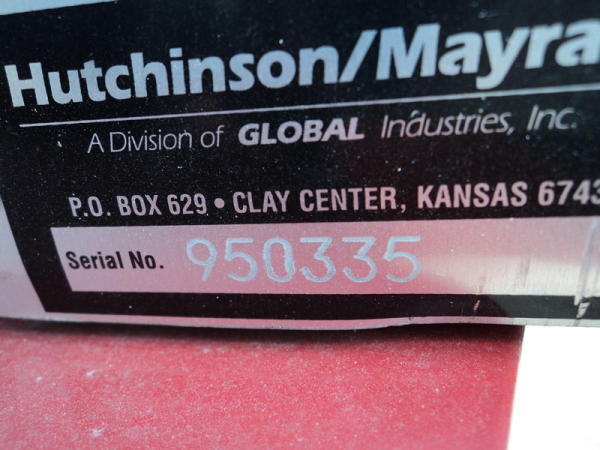 Hutchinson/Mayra
A Division of GLOBAL Industries, Inc.
P.O. BOX 629 • CLAY CENTER, KANSAS 6743
Serial No. 950335